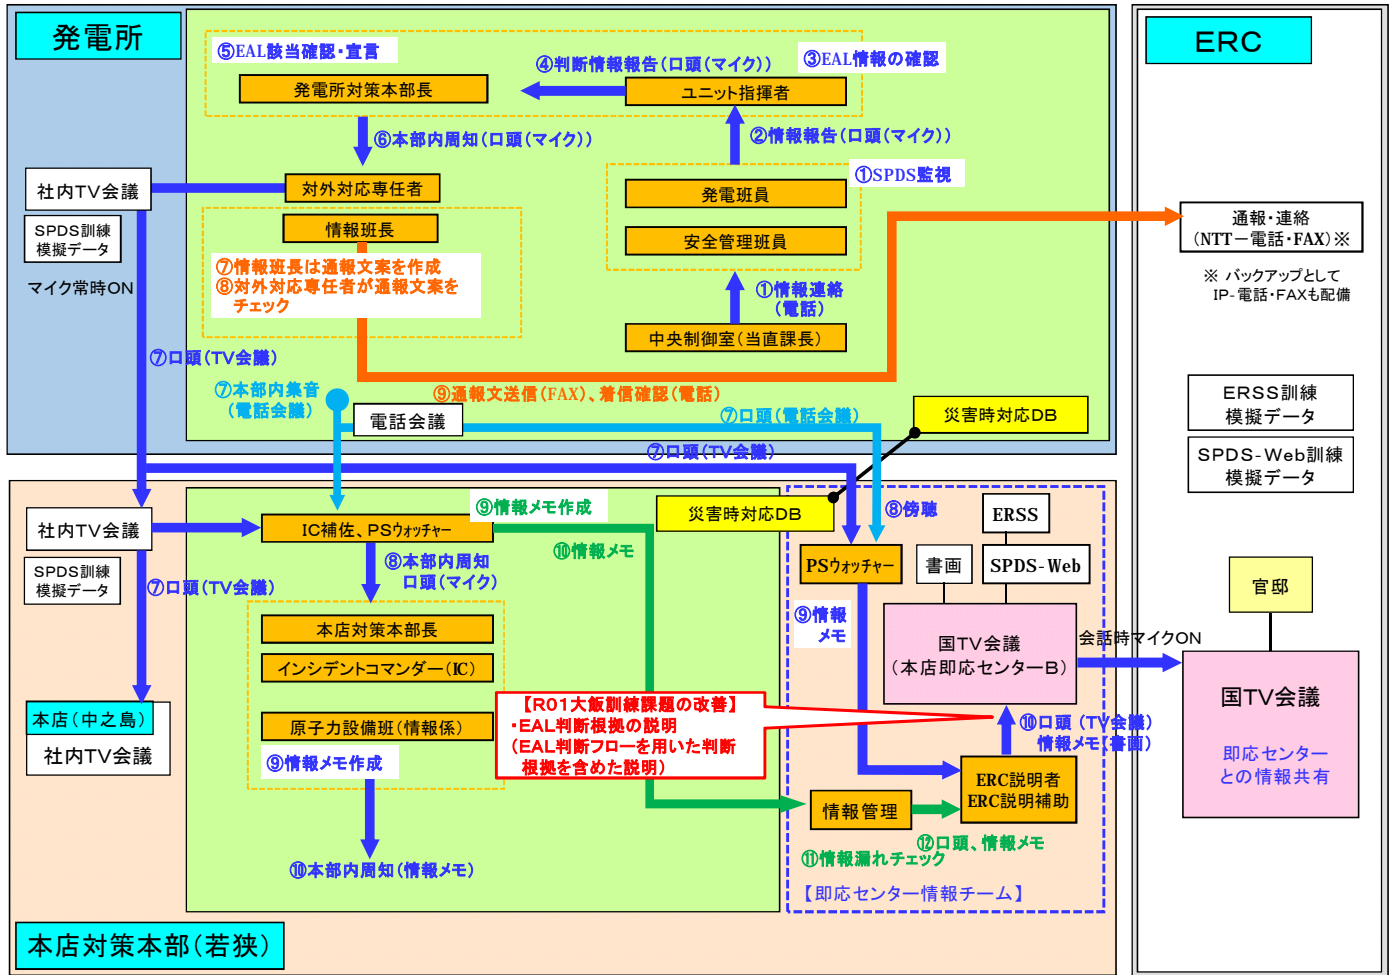 発電所
⑤EAL該当確認・宣言
④判断情報報告(口頭(マイク))
③EAL情報の確認
発電所対策本部長
ユニット指揮者
⑥本部内周知(口頭(マイク))
②情報報告(口頭(マイク))
①SPDS監視
社内TV会議
対外対応専任者
発電班員
SPDS訓練
模擬データ
情報班長
安全管理班員
⑦情報班長は通報文案を作成
⑧対外対応専任者が通報文案を
チェック
マイク常時ON
①情報連絡
(電話)
中央制御室(当直課長)
⑦口頭(TV会議)
⑦本部内集音
(電話会議)
⑨通報文送信(FAX)、着信確認(電話)
電話会議
⑦口頭(電話会議)
災害時対応DB
⑦口頭(TV会議)
ERC
通報・連絡
(NTT－電話・FAX)※
※ バックアップとして
IP-電話・FAXも配備
ERSS訓練
模擬データ
SPDS-Web訓練
模擬データ
社内TV会議
SPDS訓練
模擬データ
⑦口頭(TV会議)
IC補佐、PSウォッチャー
⑨情報メモ作成
⑩情報メモ
災害時対応DB
⑧傍聴
ERSS
⑧本部内周知
口頭(マイク)
PSウォッチャー
書画
SPDS-Web
官邸
本店対策本部長
インシデントコマンダー(IC)
原子力設備班(情報係)
⑨情報
メモ
国TV会議
(本店即応センターB)
会話時マイクON
国TV会議
即応センター
との情報共有
本店(中之島)
社内TV会議
【R01大飯訓練課題の改善】
・EAL判断根拠の説明
(EAL判断フローを用いた判断
根拠を含めた説明)
⑩口頭(TV会議)
情報メモ(書画)
⑨情報メモ作成
ERC説明者
ERC説明補助
情報管理
⑫口頭、情報メモ
⑪情報漏れチェック
⑩本部内周知(情報メモ)
【即応センター情報チーム】
本店対策本部(若狭)